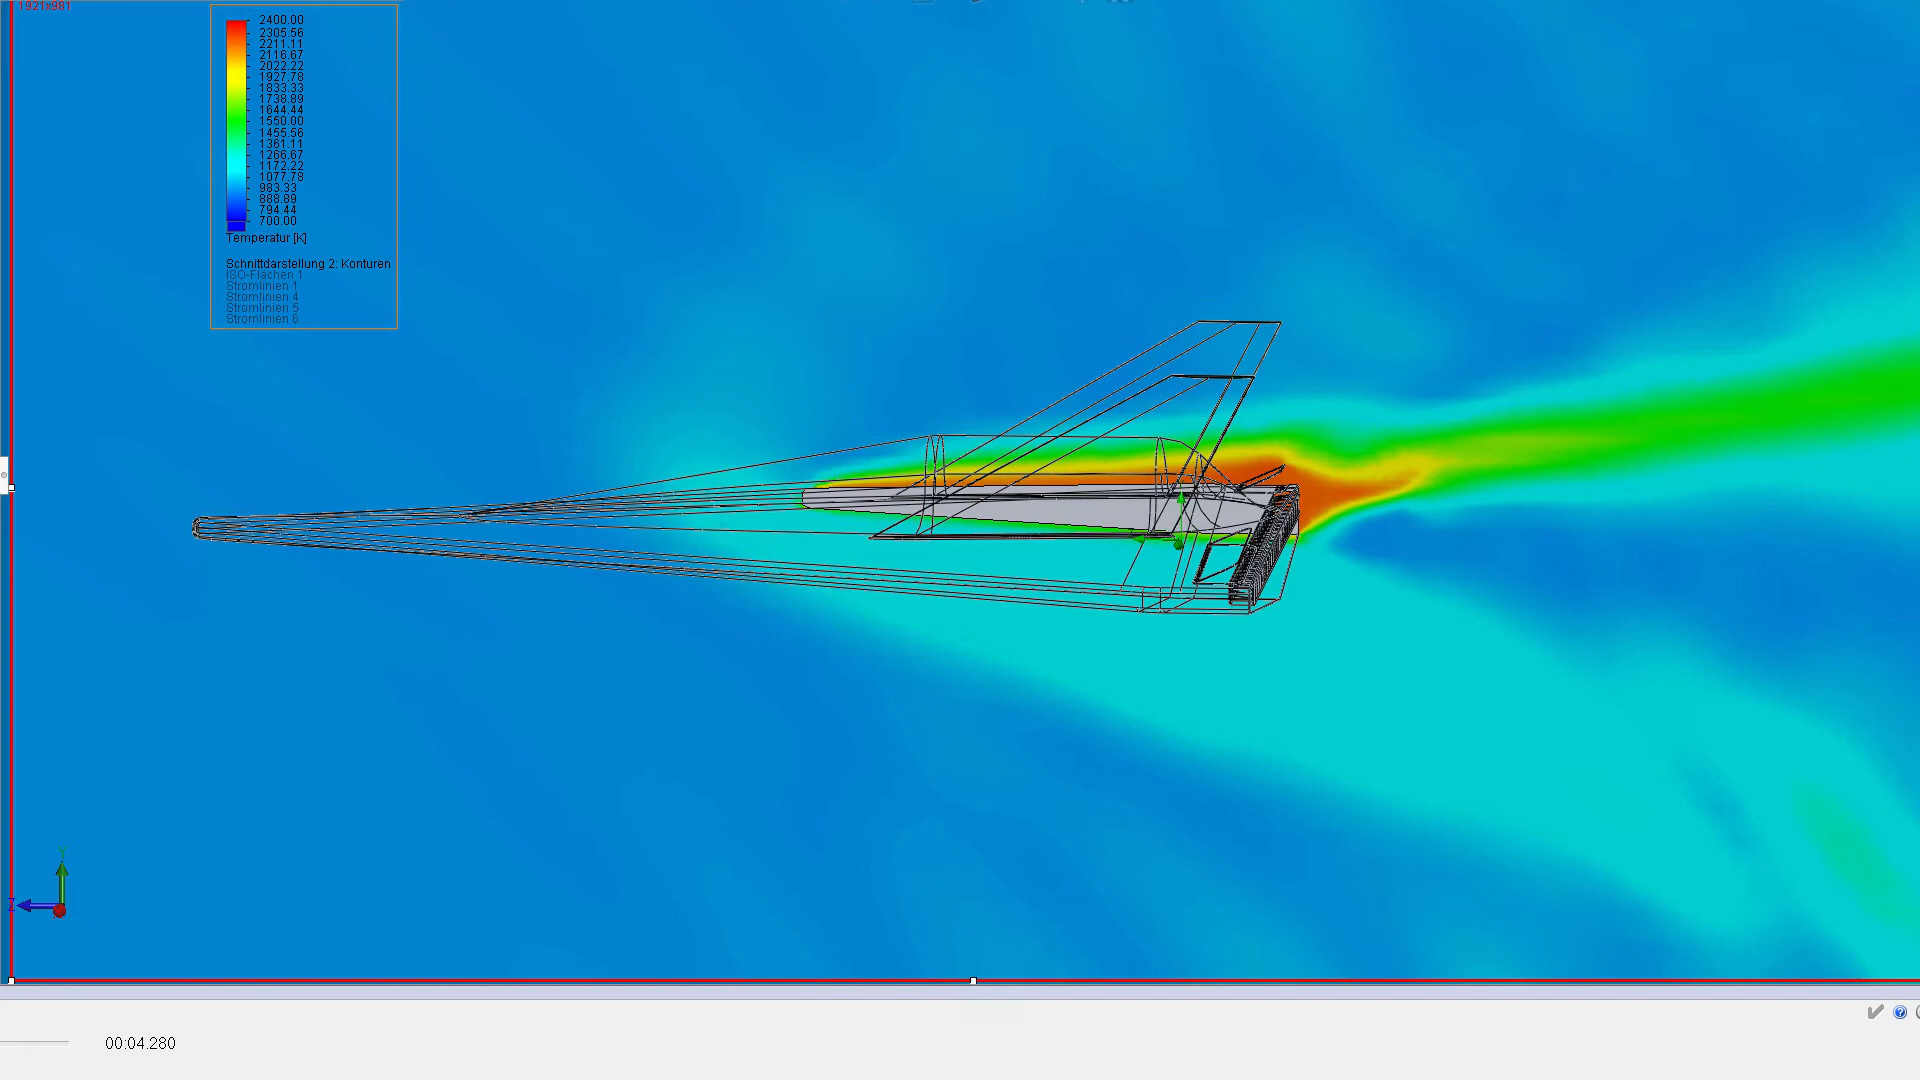 1921x981
2400.00
2305.56
2211.11
2116.67
2022.22
1927.78
1833.33
1738.89
1644.44
1550.00
1455.56
1361.11
1266.67
1172.22
1077.78
983.33
888.89
794.44
700.00
Temperatur [K]
Schnittdarstellung 2: Konturen
ISO-Flächen 1
Stromlinien 1
Stromlinien 4
Stromlinien 5
Stromlinien 6
Y
Z
?
00:04.280